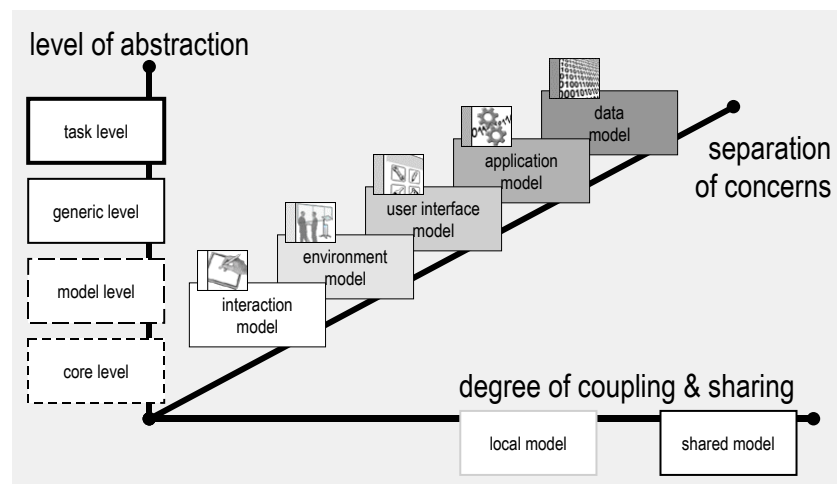 level of abstraction
task level
generic level
model level
core level
data
model
application
model
user interface
model
environment
model
interaction
model
separation
of concerns
degree of coupling & sharing
local model
shared model